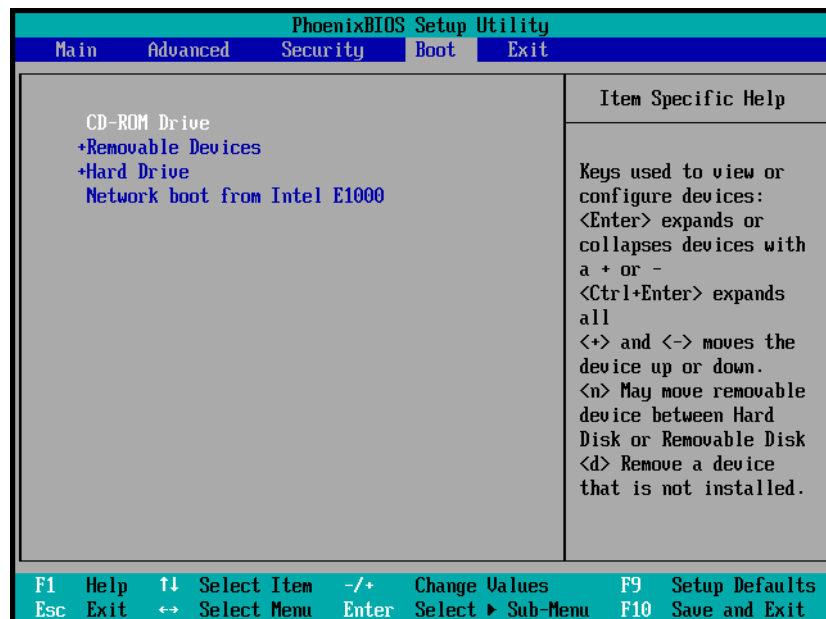 PhoenixBIOS Setup Utility
Main Advanced Security Boot Exit
CD-ROM Drive
+Removable Devices
+Hard Drive
Network boot from Intel E1000
Item Specific Help
Keys used to view or
configure devices:
<Enter> expands or
collapses devices with
a + or -
<Ctrl+Enter> expands
all
<+> and <-> moves the
device up or down.
<n> May move removable
device between Hard
Disk or Removable Disk
<d> Remove a device
that is not installed.
F1 Help ↑↓ Select Item -/+ Change Values F9 Setup Defaults
Esc Exit ↔ Select Menu Enter Select ▶ Sub-Menu F10 Save and Exit